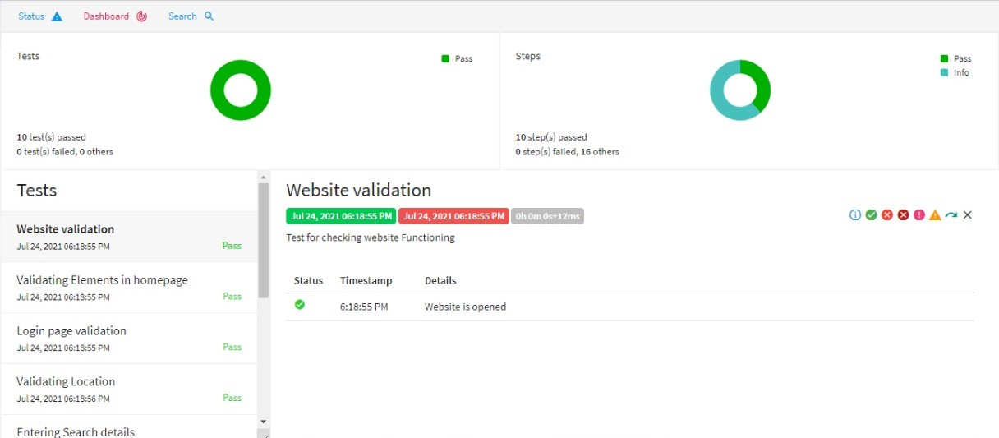 Status Dashboard Search
Tests
Pass
10 test(s) passed
0 test(s) failed, 0 others
Steps
Pass
Info
10 step(s) passed
0 step(s) failed, 16 others
Tests
Website validation
Jul 24, 2021 06:18:55 PM Pass
Validating Elements in homepage
Jul 24, 2021 06:18:55 PM Pass
Login page validation
Jul 24, 2021 06:18:55 PM Pass
Validating Location
Jul 24, 2021 06:18:56 PM Pass
Entering Search details
Website validation
Jul 24, 2021 06:18:55 PM Jul 24, 2021 06:18:55 PM 0h 0m 0s+12ms
Test for checking website Functioning
Status Timestamp Details
6:18:55 PM Website is opened